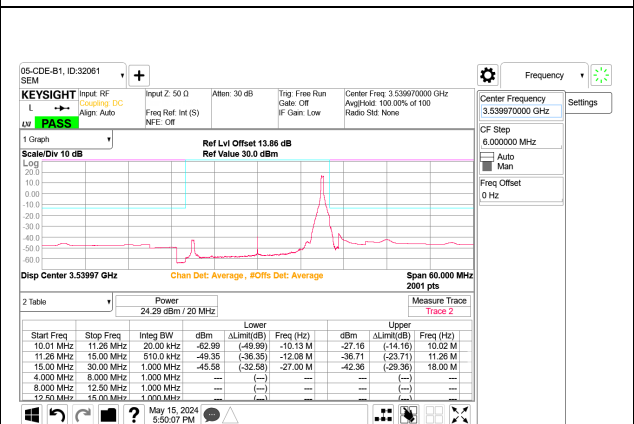 05-CDE-B1, ID:32061
SEM
Frequency
KEYSIGHT
L
LXI PASS
Input: RF
Coupling: DC
Align: Auto
Input Z: 50 Ω
Freq Ref: Int (S)
NFE: Off
Atten: 30 dB
Trig: Free Run
Gate: Off
IF Gain: Low
Center Freq: 3.539970000 GHz
Avg|Hold: 100.00% of 100
Radio Std: None
Center Frequency
3.539970000 GHz
Settings
CF Step
6.000000 MHz
Auto
Man
Freq Offset
0 Hz
1 Graph
Scale/Div 10 dB
Ref Lvl Offset 13.86 dB
Ref Value 30.0 dBm
Log
20.0
10.0
0.00
-10.0
-20.0
-30.0
-40.0
-50.0
-60.0
Disp Center 3.53997 GHz
Chan Det: Average , #Offs Det: Average
Span 60.000 MHz
2001 pts
2 Table
Power
24.29 dBm / 20 MHz
Measure Trace
Trace 2
Lower Upper
Start Freq Stop Freq Integ BW dBm ΔLimit(dB) Freq (Hz) dBm ΔLimit(dB) Freq (Hz)
10.01 MHz 11.26 MHz 20.00 kHz -62.99 (-49.99) -10.13 M -27.16 (-14.16) 10.02 M
11.26 MHz 15.00 MHz 510.0 kHz -49.35 (-36.35) -12.08 M -36.71 (-23.71) 11.26 M
15.00 MHz 30.00 MHz 1.000 MHz -45.58 (-32.58) -27.00 M -42.36 (-29.36) 18.00 M
4.000 MHz 8.000 MHz 1.000 MHz --- (---) --- --- (---) ---
8.000 MHz 12.50 MHz 1.000 MHz --- (---) --- --- (---) ---
12.50 MHz 15.00 MHz 1.000 MHz --- (---) --- --- (---) ---
?
May 15, 2024
5:50:07 PM